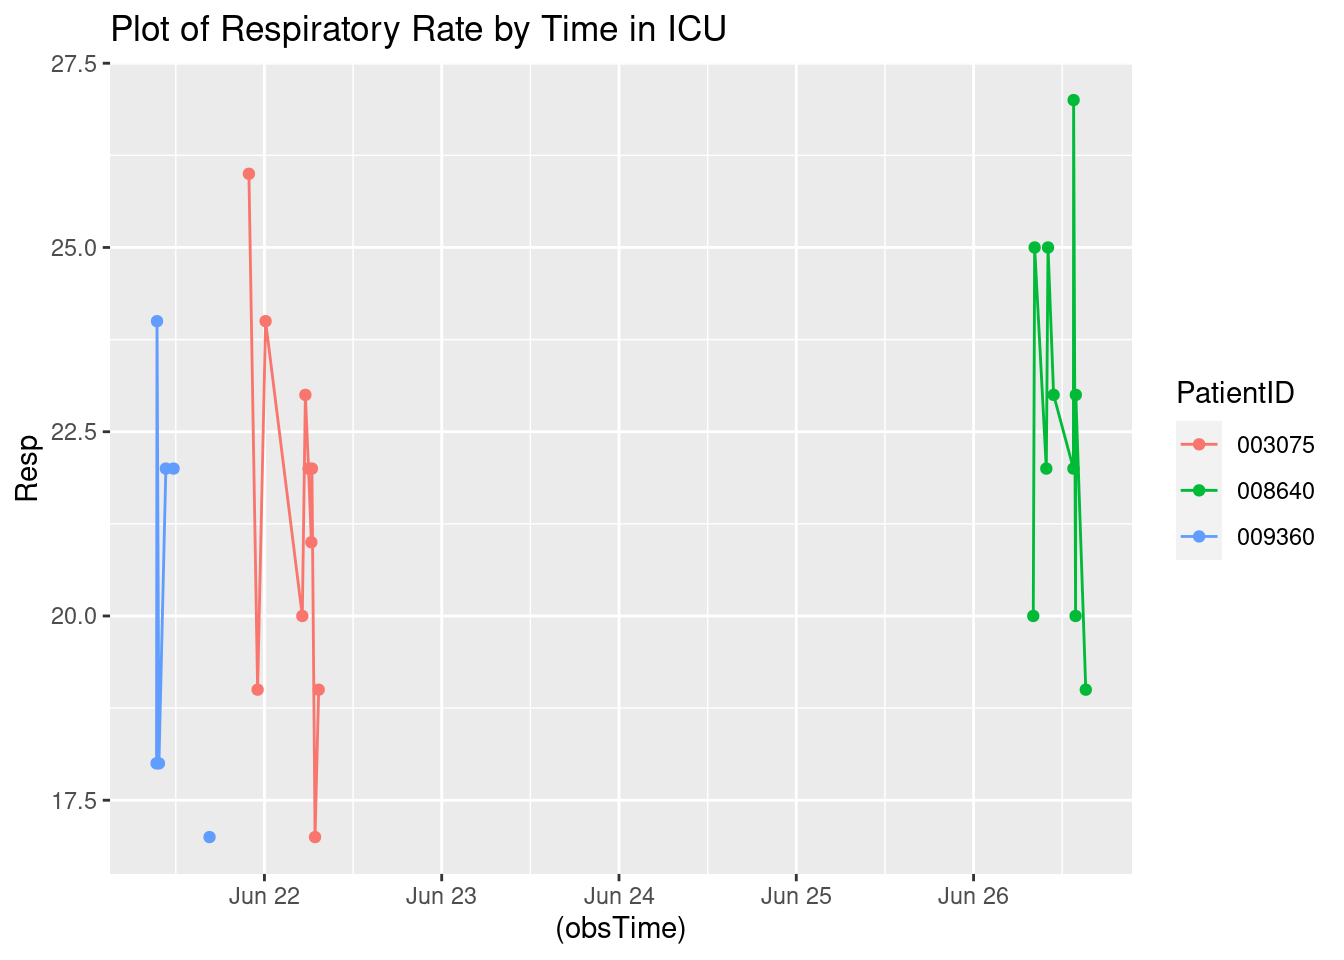 Plot of Respiratory Rate by Time in ICU
27.5
25.0
22.5
20.0
17.5
Resp
Jun 22 Jun 23 Jun 24 Jun 25 Jun 26
(obsTime)
PatientID
003075
008640
009360